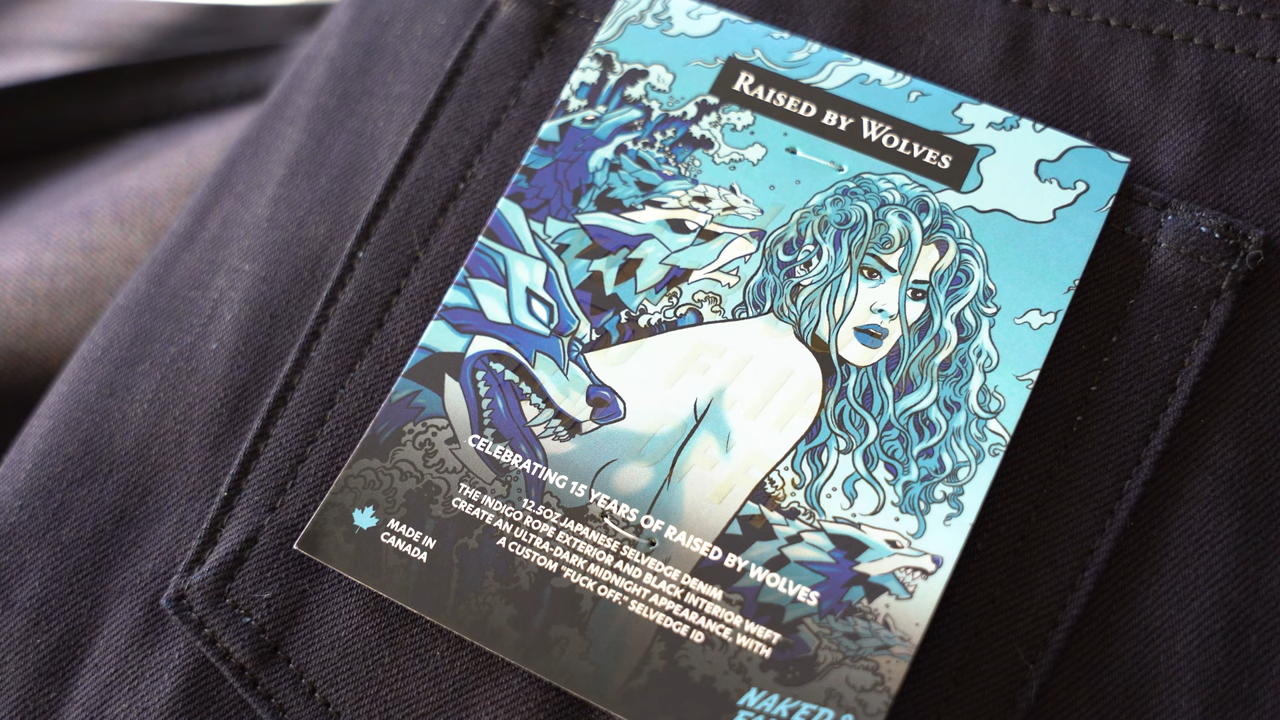 RAISED BY WOLVES
CELEBRATING 15 YEARS OF RAISED BY WOLVES
12.5OZ JAPANESE SELVEDGE DENIM
THE INDIGO ROPE EXTERIOR AND BLACK INTERIOR WEFT
CREATE AN ULTRA-DARK MIDNIGHT APPEARANCE, WITH
A CUSTOM "FUCK OFF." SELVEDGE ID
MADE IN
CANADA
NAKED &